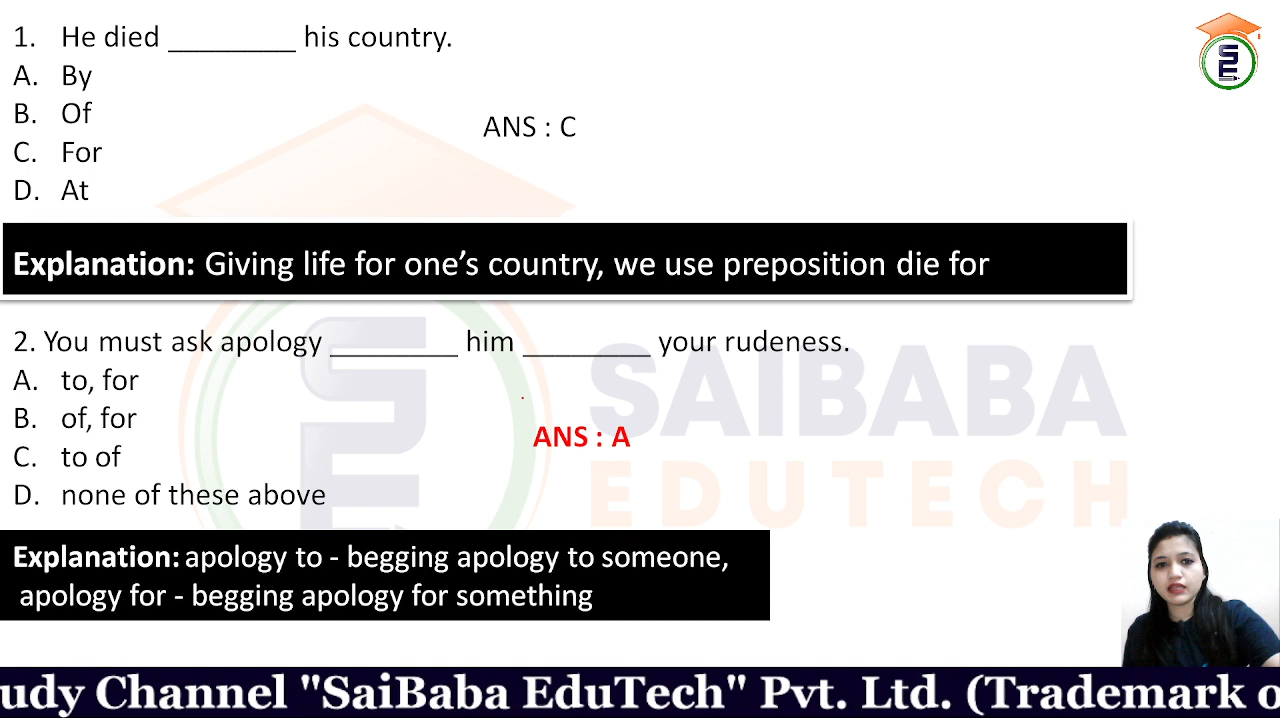 1. He died _________ his country.
A. By
B. Of
C. For
D. At
ANS : C
Explanation: Giving life for one’s country, we use preposition die for
2. You must ask apology _________ him _________ your rudeness.
A. to, for
B. of, for
C. to of
D. none of these above
ANS : A
SAIBABA
EDUTECH
Explanation: apology to - begging apology to someone,
apology for - begging apology for something
udy Channel "SaiBaba EduTech" Pvt. Ltd. (Trademark o